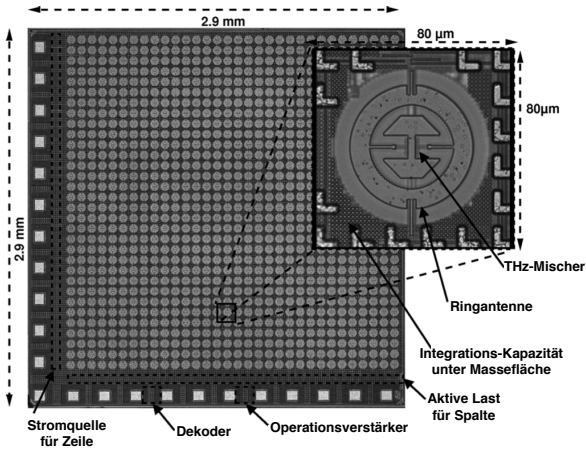 2.9 mm
80 µm
80µm
2.9 mm
THz-Mischer
Ringantenne
Integrations-Kapazität
unter Massefläche
Aktive Last
für Spalte
Stromquelle
für Zeile
Dekoder
Operationsverstärker